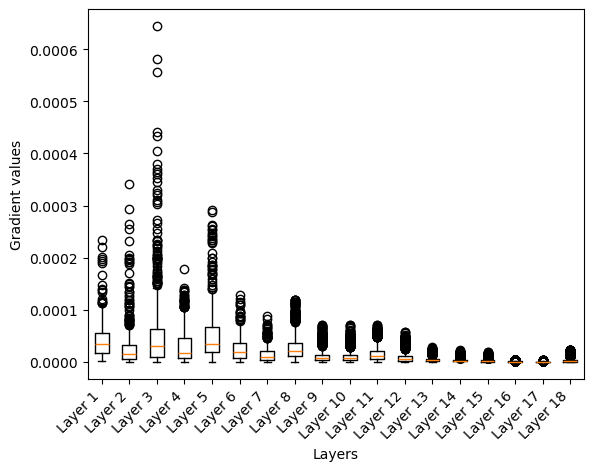 Gradient values
0.0006
0.0005
0.0004
0.0003
0.0002
0.0001
0.0000
Layer 1
Layer 2
Layer 3
Layer 4
Layer 5
Layer 6
Layer 7
Layer 8
Layer 9
Layer 10
Layer 11
Layer 12
Layer 13
Layer 14
Layer 15
Layer 16
Layer 17
Layer 18
Layers